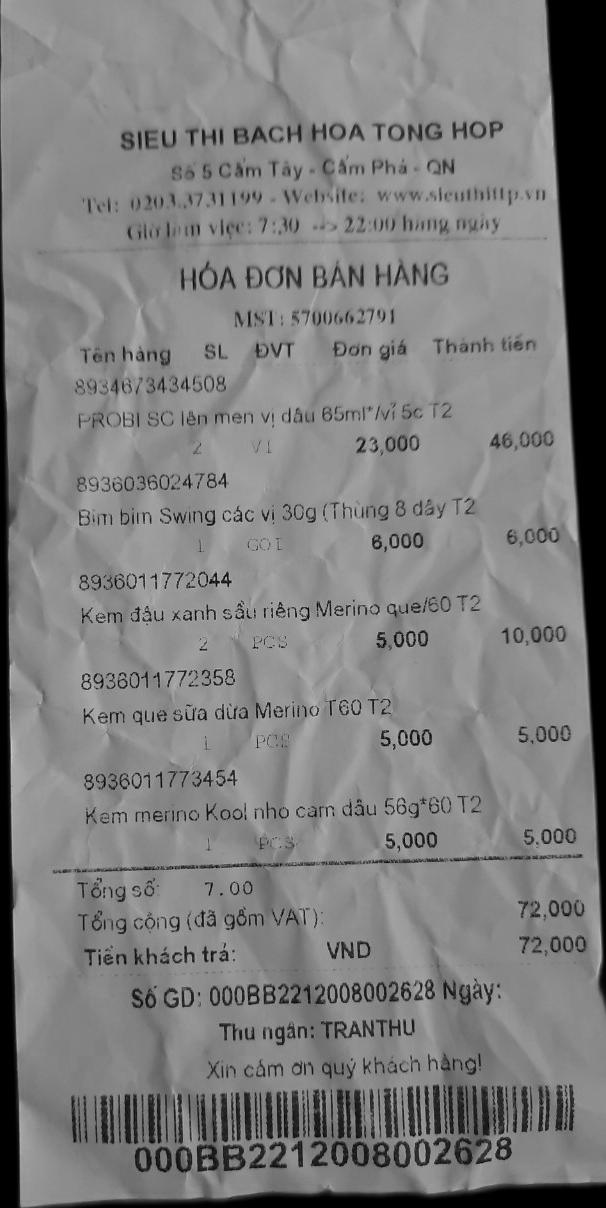 SIEU THI BACH HOA TONG HOP
Số 5 Cẩm Tây - Cẩm Phả - QN
Tel: 0203.3731199 - Website: www.sieuthittp.vn
Giờ làm việc: 7:30 --> 22:00 hàng ngày
HÓA ĐƠN BÁN HÀNG
MST: 5700662791
Tên hàng SL ĐVT Đơn giá Thành tiền
8934673434508
PROBI SC lên men vị dâu 65ml*/vỉ 5c T2
2 VI 23,000 46,000
8936036024784
Bim bim Swing các vị 30g (Thùng 8 dây T2
1 GOI 6,000 6,000
8936011772044
Kem đậu xanh sầu riêng Merino que/60 T2
2 PCS 5,000 10,000
8936011772358
Kem que sữa dừa Merino T60 T2
1 PCS 5,000 5,000
8936011773454
Kem merino Kool nho cam dâu 56g*60 T2
1 PCS 5,000 5,000
Tổng số: 7.00
Tổng cộng (đã gồm VAT): 72,000
Tiền khách trả: VND 72,000
Số GD: 000BB2212008002628 Ngày:
Thu ngân: TRANTHU
Xin cảm ơn quý khách hàng!
000BB2212008002628